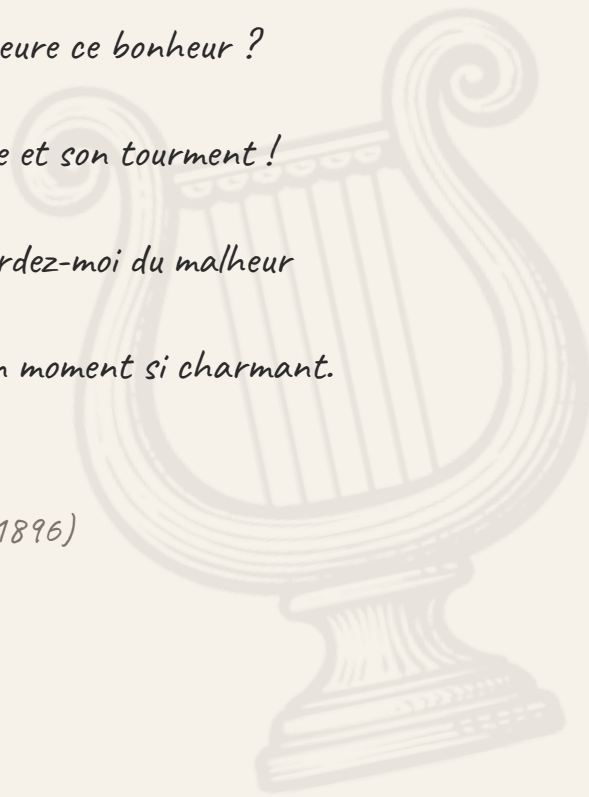 eure ce bonheur ?
e et son tourment !
rdez-moi du malheur
n moment si charmant.
1896)